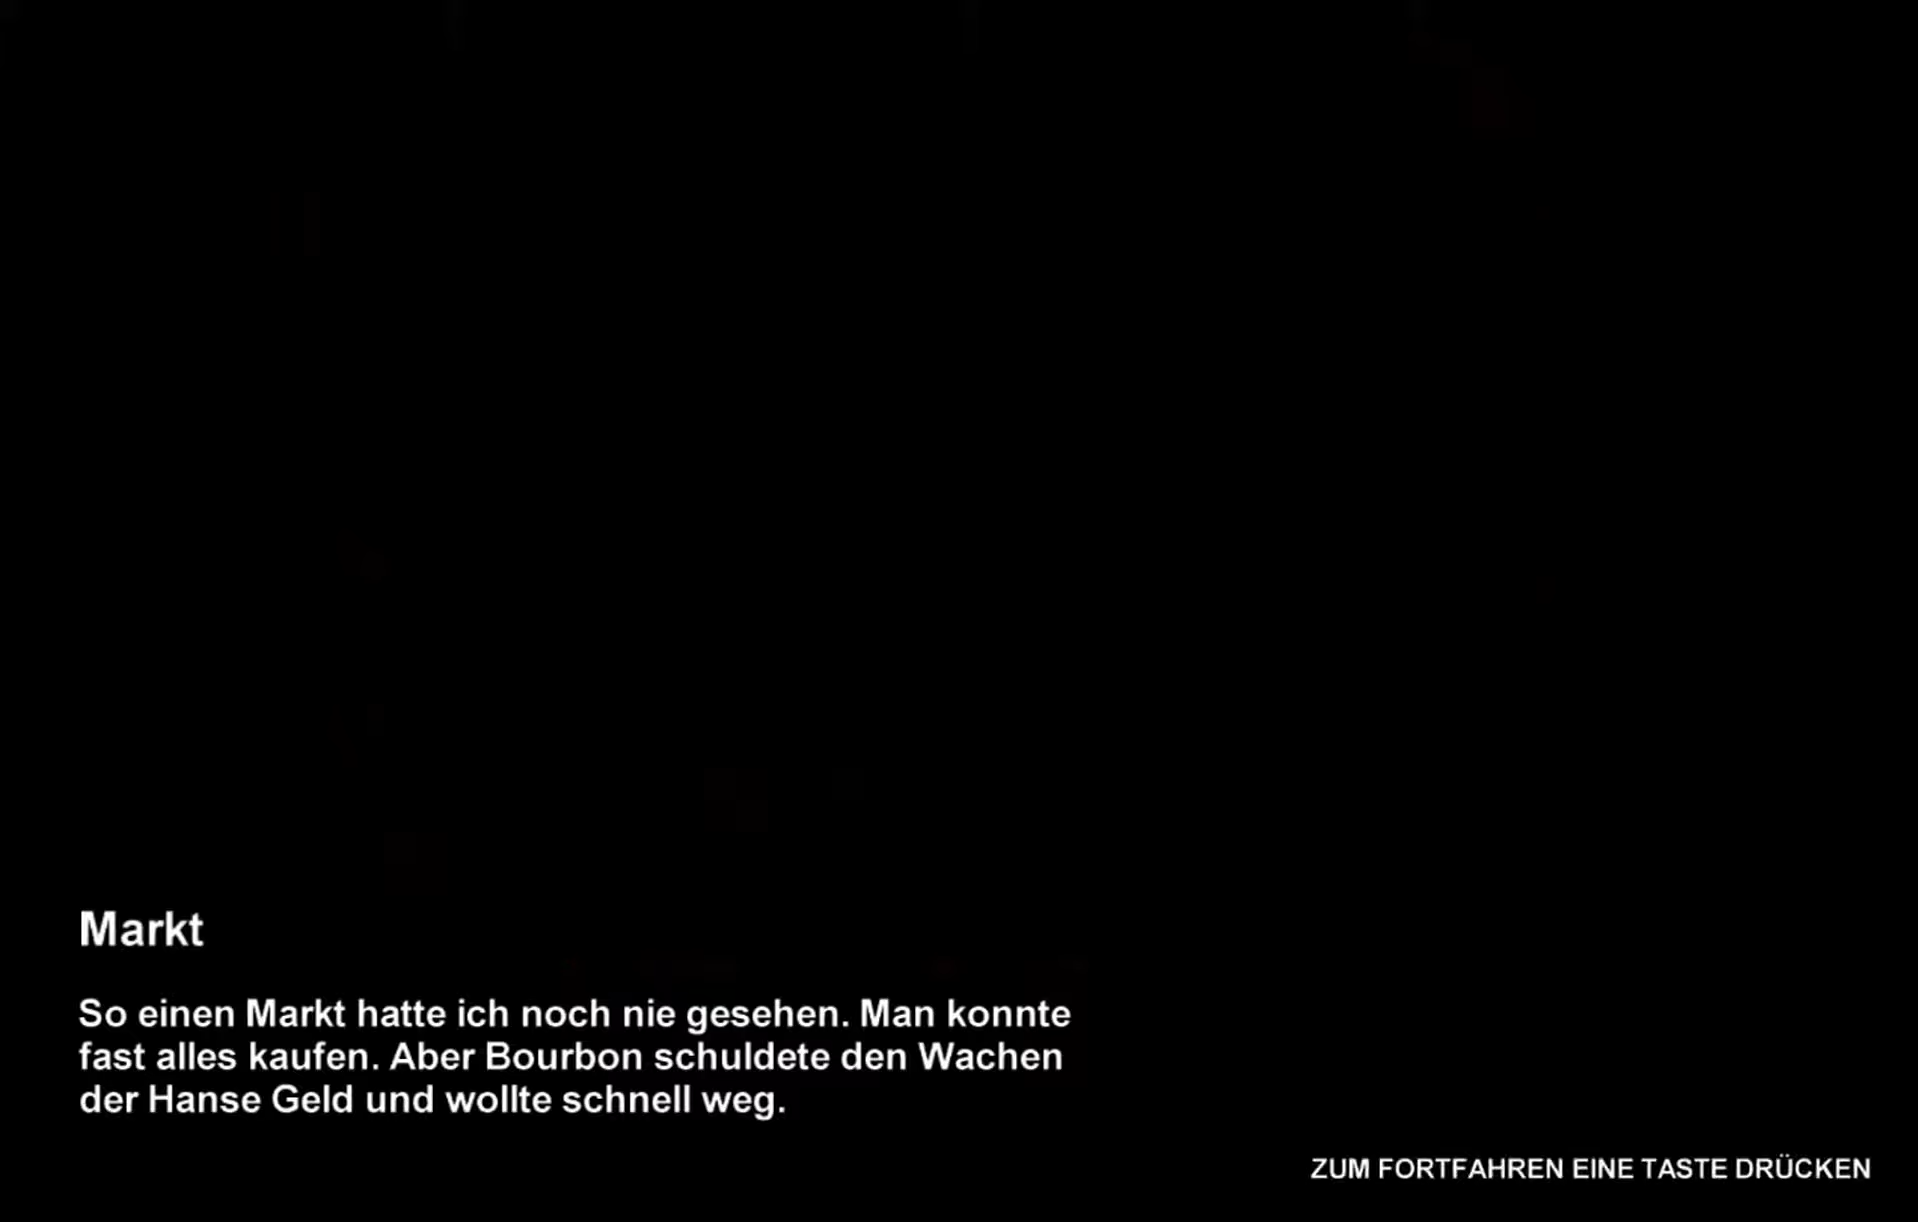 Markt
So einen Markt hatte ich noch nie gesehen. Man konnte
fast alles kaufen. Aber Bourbon schuldete den Wachen
der Hanse Geld und wollte schnell weg.
ZUM FORTFAHREN EINE TASTE DRÜCKEN